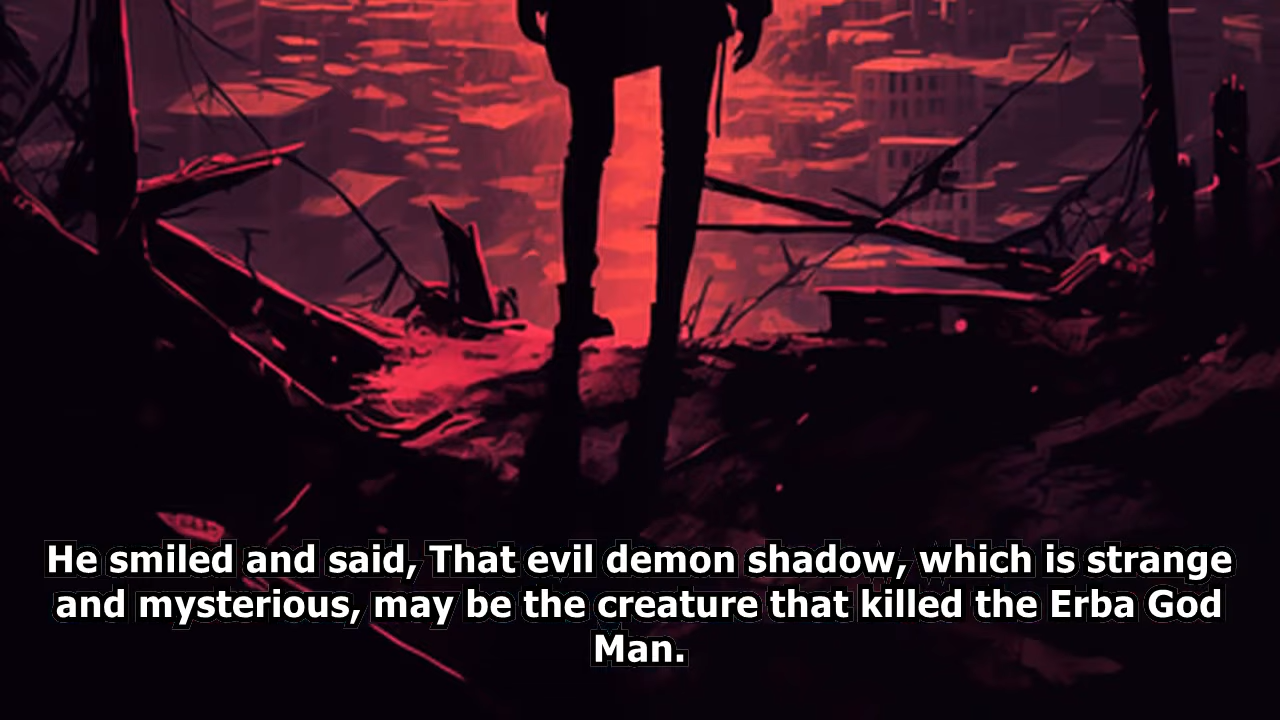 He smiled and said, That evil demon shadow, which is strange
and mysterious, may be the creature that killed the Erba God
Man.